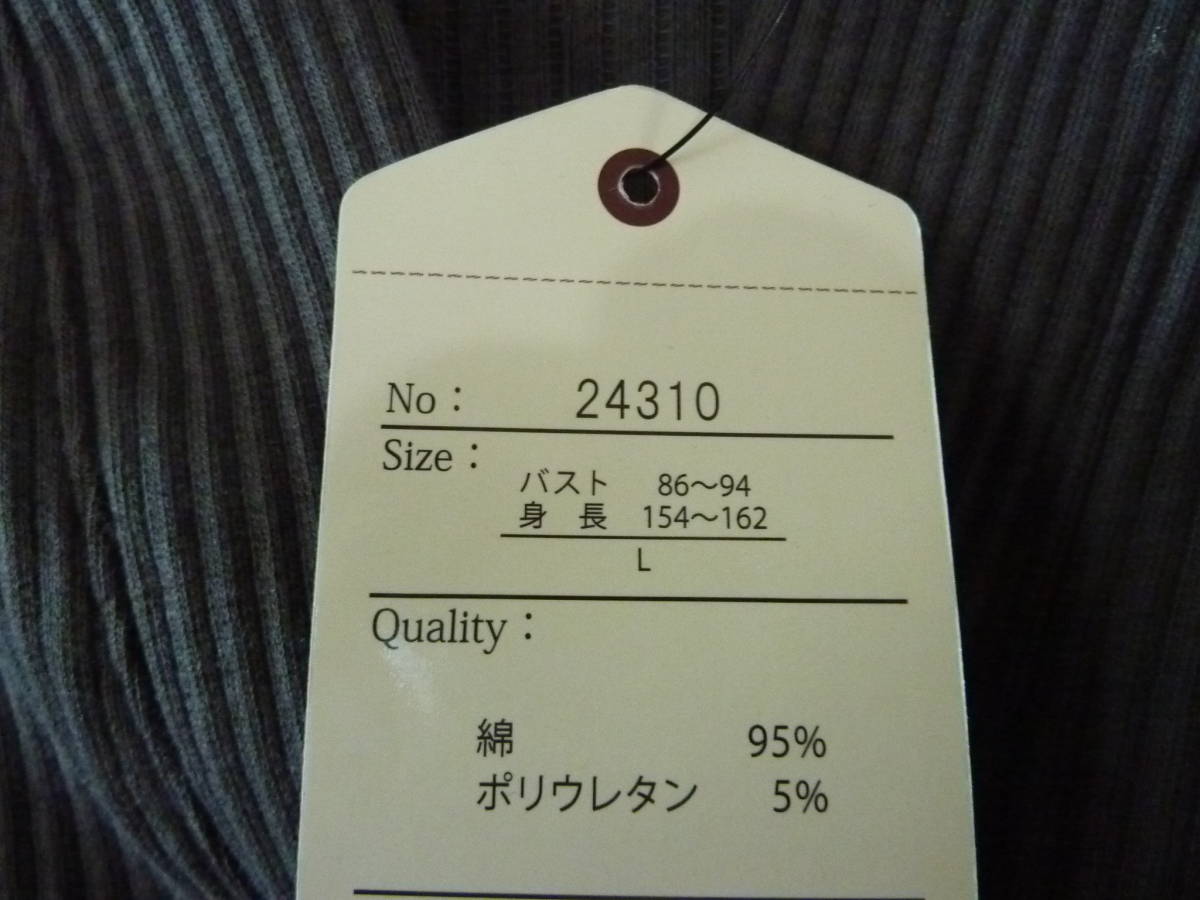 No： 24310
Size：
バスト 86～94
身 長 154～162
L
Quality：
綿 95%
ポリウレタン 5%